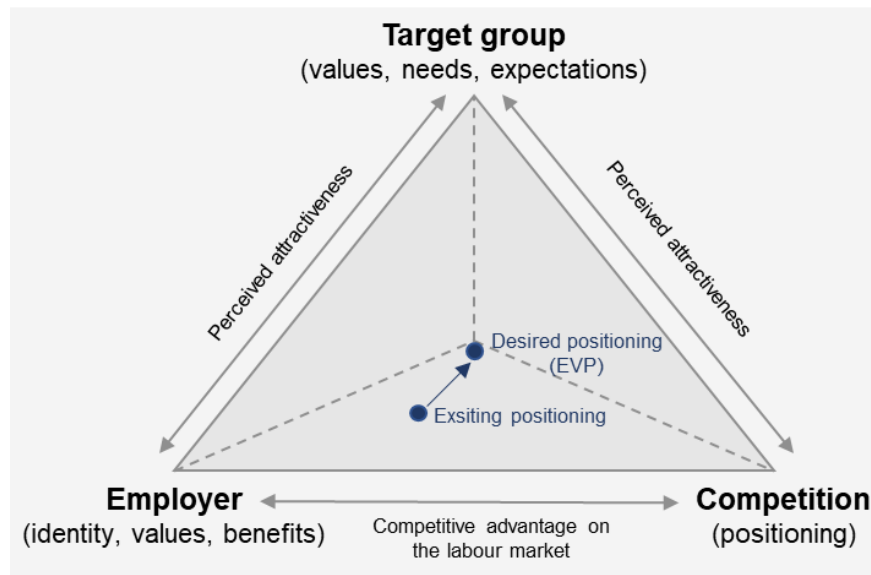 Target group
(values, needs, expectations)
Perceived attractiveness
Perceived attractiveness
Desired positioning
(EVP)
Exsiting positioning
Employer
(identity, values, benefits)
Competitive advantage on
the labour market
Competition
(positioning)